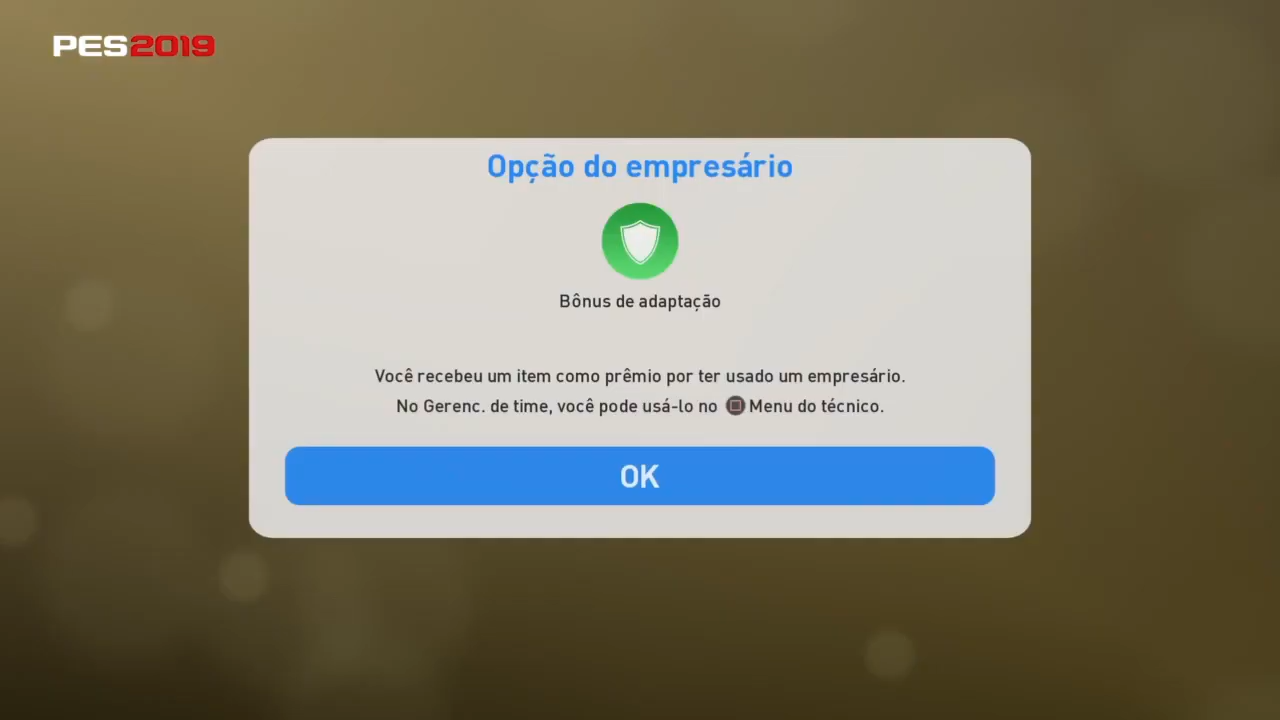 PES2019
Opção do empresário
Bônus de adaptação
Você recebeu um item como prêmio por ter usado um empresário.
No Gerenc. de time, você pode usá-lo no Menu do técnico.
OK